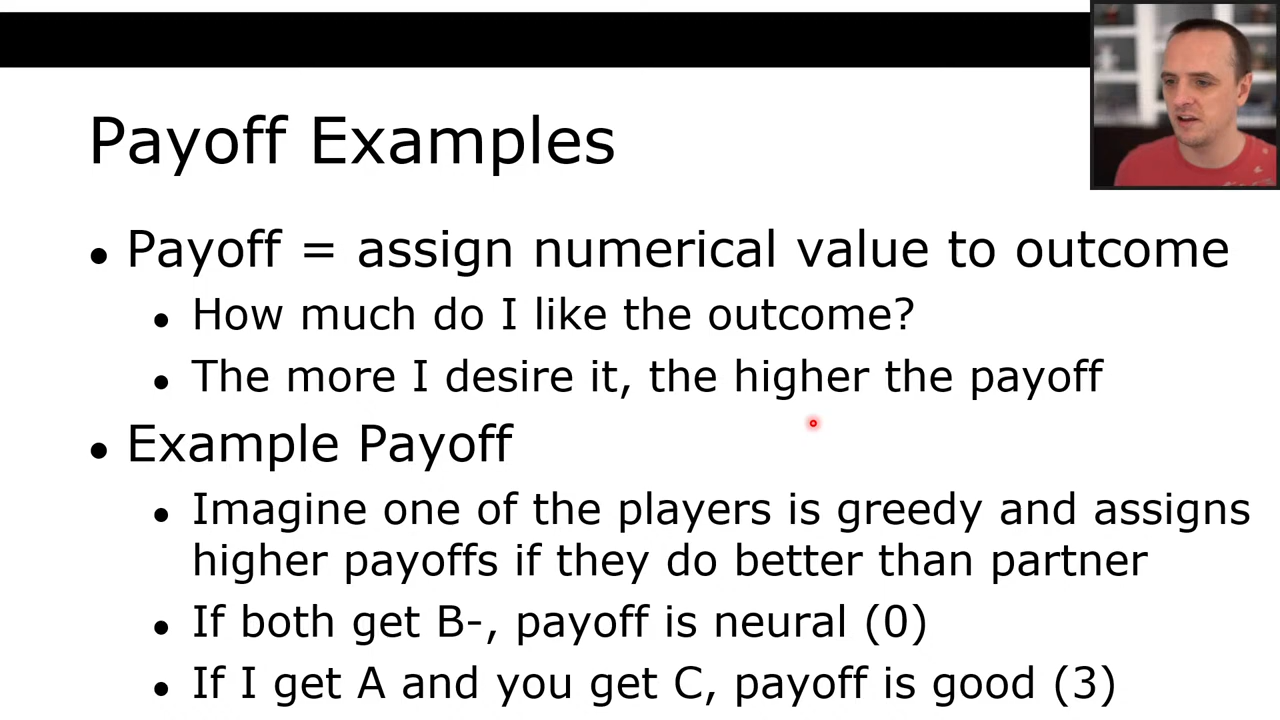 Payoff Examples
• Payoff = assign numerical value to outcome
• How much do I like the outcome?
• The more I desire it, the higher the payoff
• Example Payoff
• Imagine one of the players is greedy and assigns
higher payoffs if they do better than partner
• If both get B-, payoff is neural (0)
• If I get A and you get C, payoff is good (3)